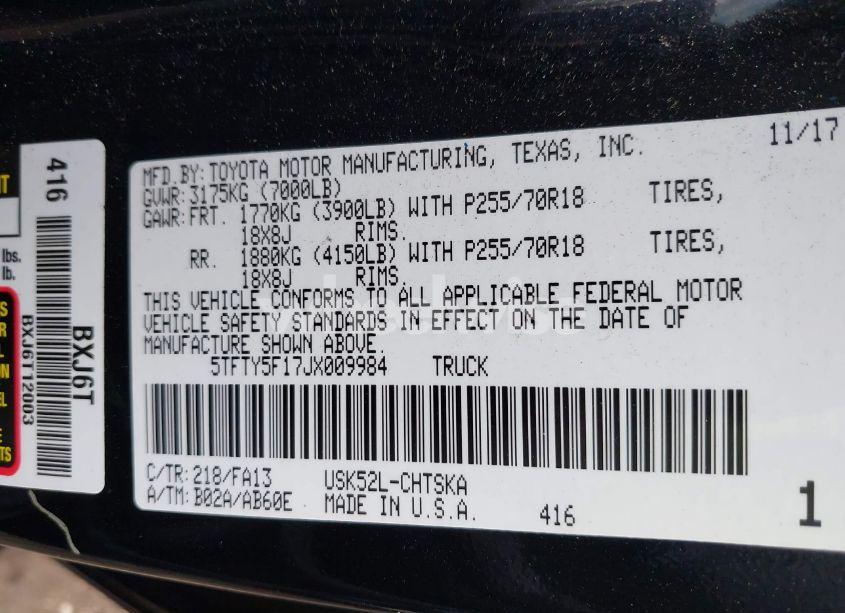 416
BXJ6T
BXJ6T12003
lbs.
lb.
MFD.BY: TOYOTA MOTOR MANUFACTURING, TEXAS, INC. 11/17
GVWR: 3175KG (7000LB)
GAWR: FRT. 1770KG (3900LB) WITH P255/70R18 TIRES,
18X8J RIMS.
RR. 1880KG (4150LB) WITH P255/70R18 TIRES,
18X8J RIMS.
THIS VEHICLE CONFORMS TO ALL APPLICABLE FEDERAL MOTOR
VEHICLE SAFETY STANDARDS IN EFFECT ON THE DATE OF
MANUFACTURE SHOWN ABOVE.
5TFTY5F17JX009984 TRUCK
C/TR: 218/FA13 USK52L-CHTSKA
A/TM: B02A/AB60E MADE IN U.S.A. 416 1